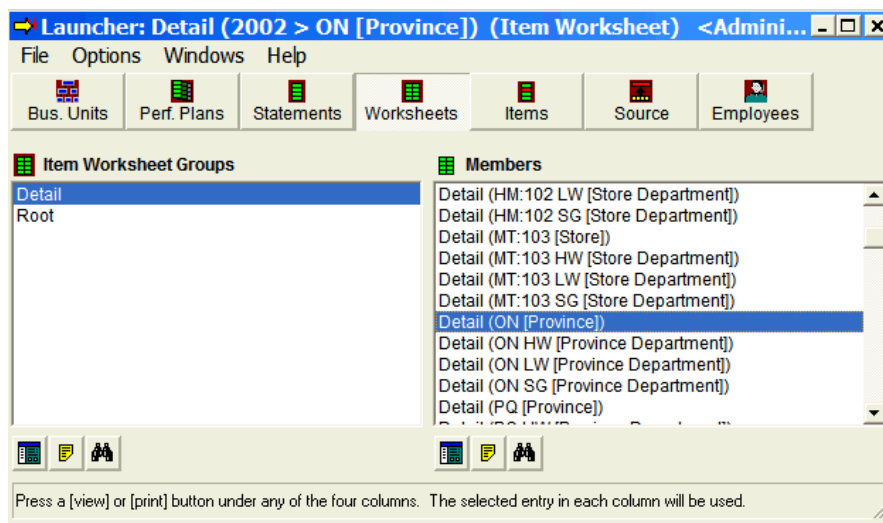 Launcher: Detail (2002 > ON [Province]) (Item Worksheet) <Admini...
File Options Windows Help
Bus. Units Perf. Plans Statements Worksheets Items Source Employees
Item Worksheet Groups
Detail
Root
Members
Detail (HM:102 LW [Store Department])
Detail (HM:102 SG [Store Department])
Detail (MT:103 [Store])
Detail (MT:103 HW [Store Department])
Detail (MT:103 LW [Store Department])
Detail (MT:103 SG [Store Department])
Detail (ON [Province])
Detail (ON HW [Province Department])
Detail (ON LW [Province Department])
Detail (ON SG [Province Department])
Detail (PQ [Province])
Press a [view] or [print] button under any of the four columns. The selected entry in each column will be used.